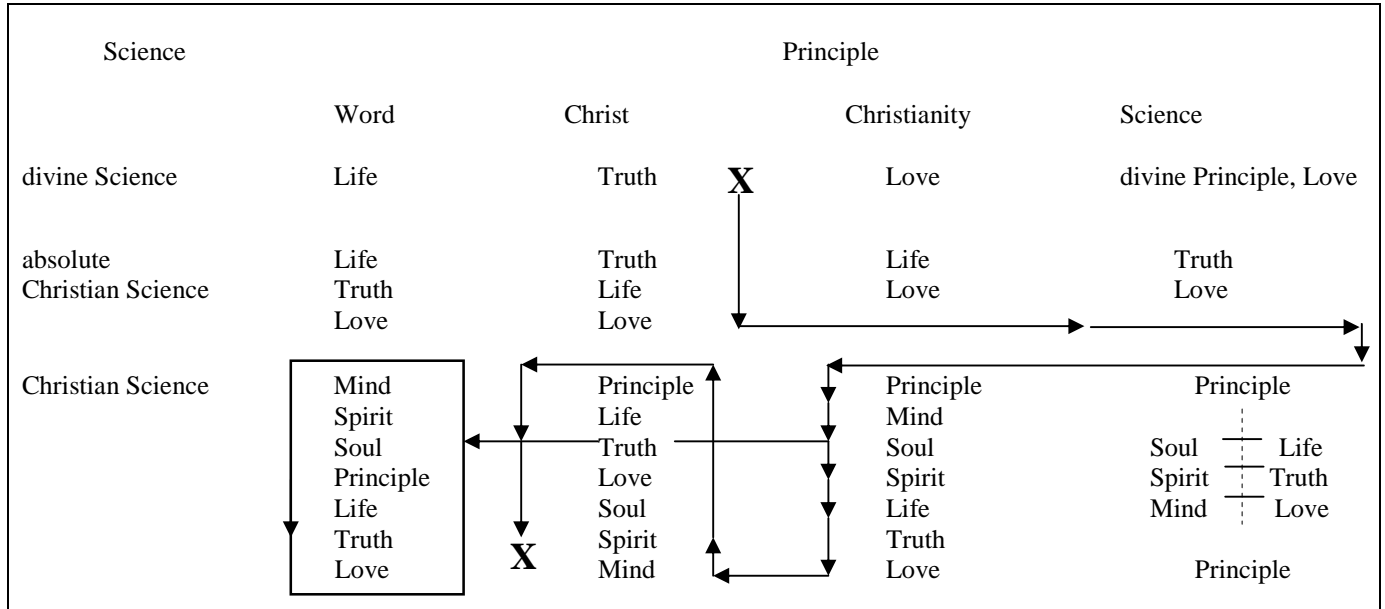 Science Principle
Word Christ Christianity Science
divine Science Life Truth X Love divine Principle, Love
absolute Life Truth Life Truth
Christian Science Truth Life Love Love
Love Love
Christian Science Mind Principle Principle Principle
Spirit Life Mind
Soul Truth Soul Soul Life
Principle Love Spirit Spirit Truth
Life Soul Life Mind Love
Truth X Spirit Truth
Love Mind Love Principle